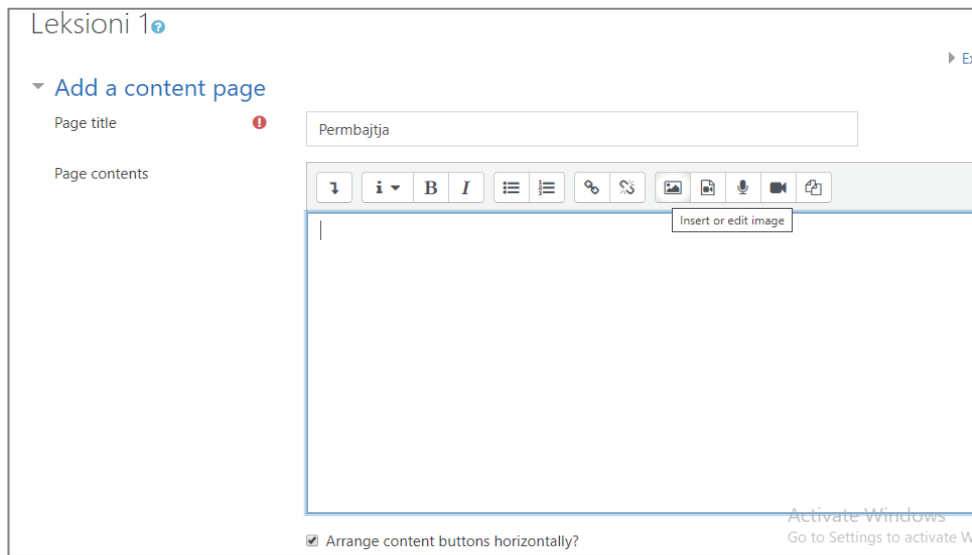 Leksioni 1
Ex
Add a content page
Page title
Permbajtja
Page contents
i B I
Insert or edit image
Activate Windows
Go to Settings to activate W
Arrange content buttons horizontally?